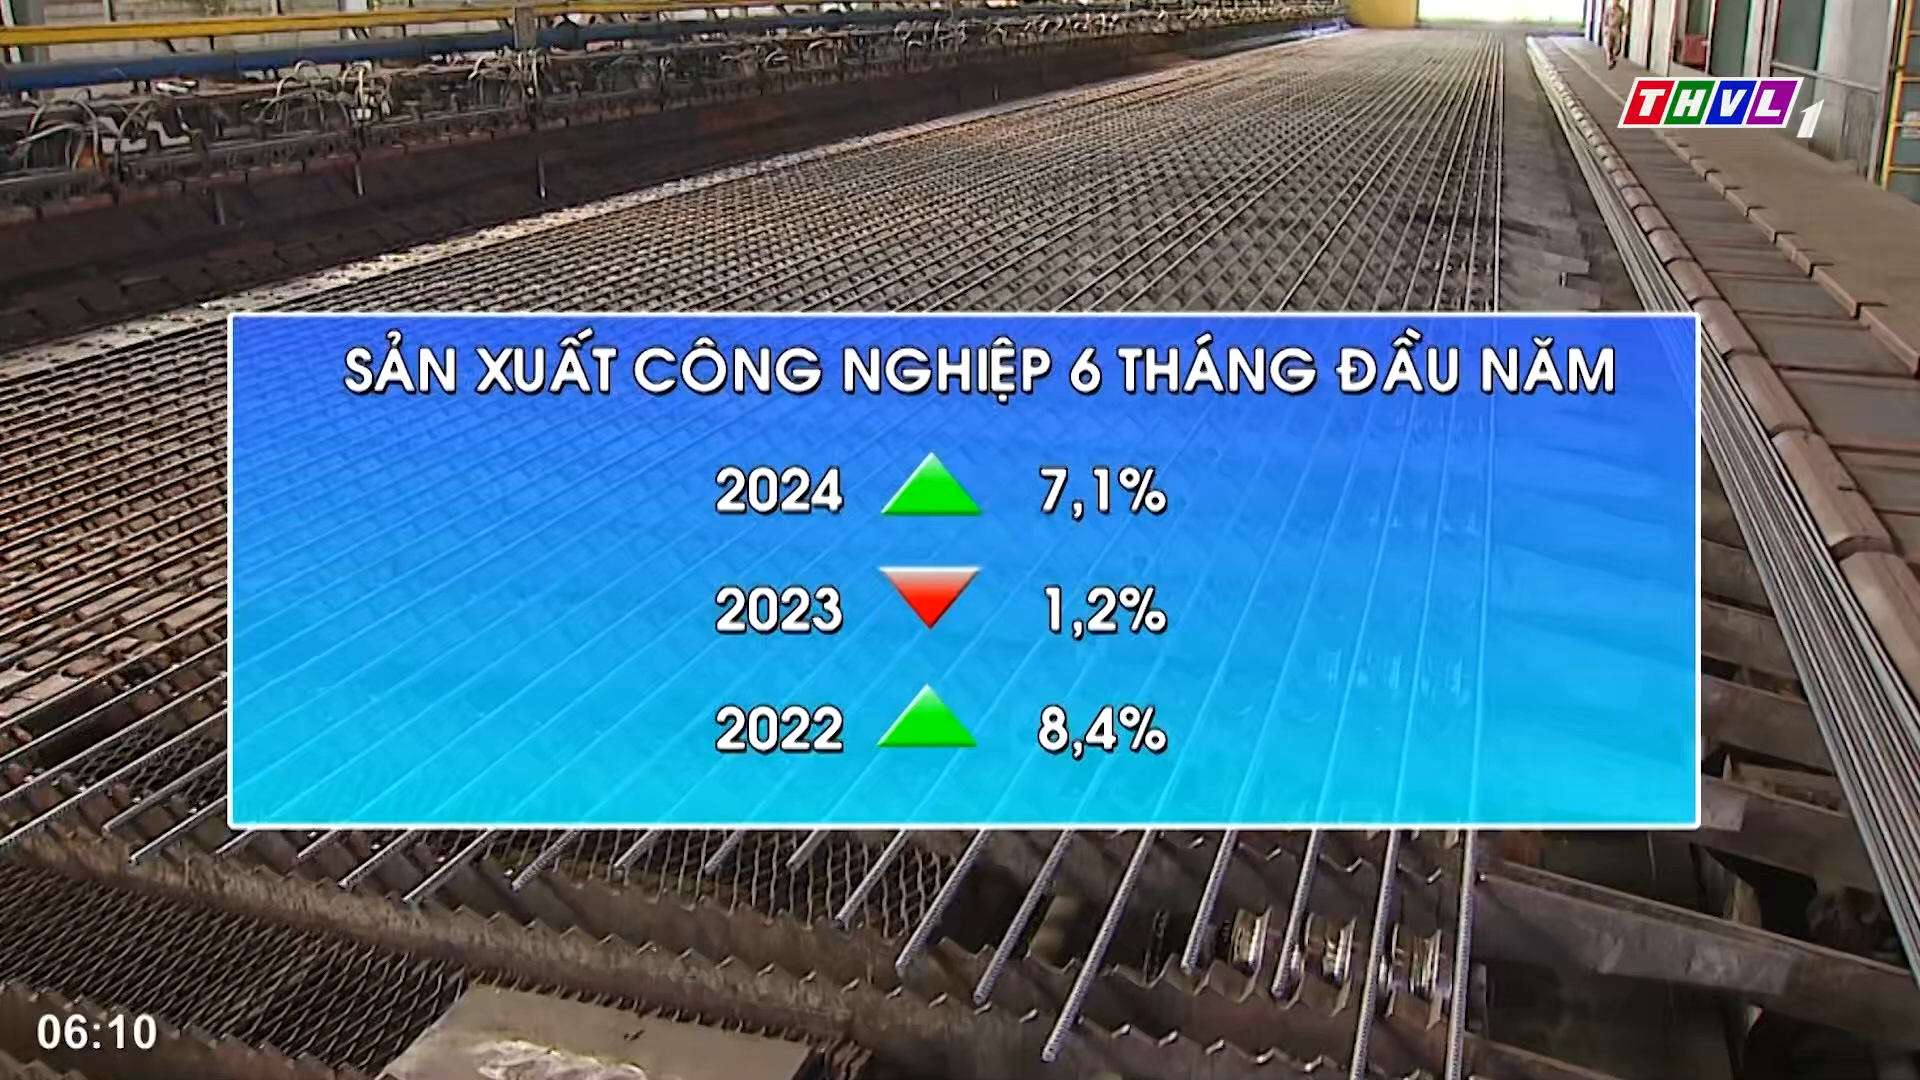 THVL1
SẢN XUẤT CÔNG NGHIỆP 6 THÁNG ĐẦU NĂM
2024 7,1%
2023 1,2%
2022 8,4%
06:10